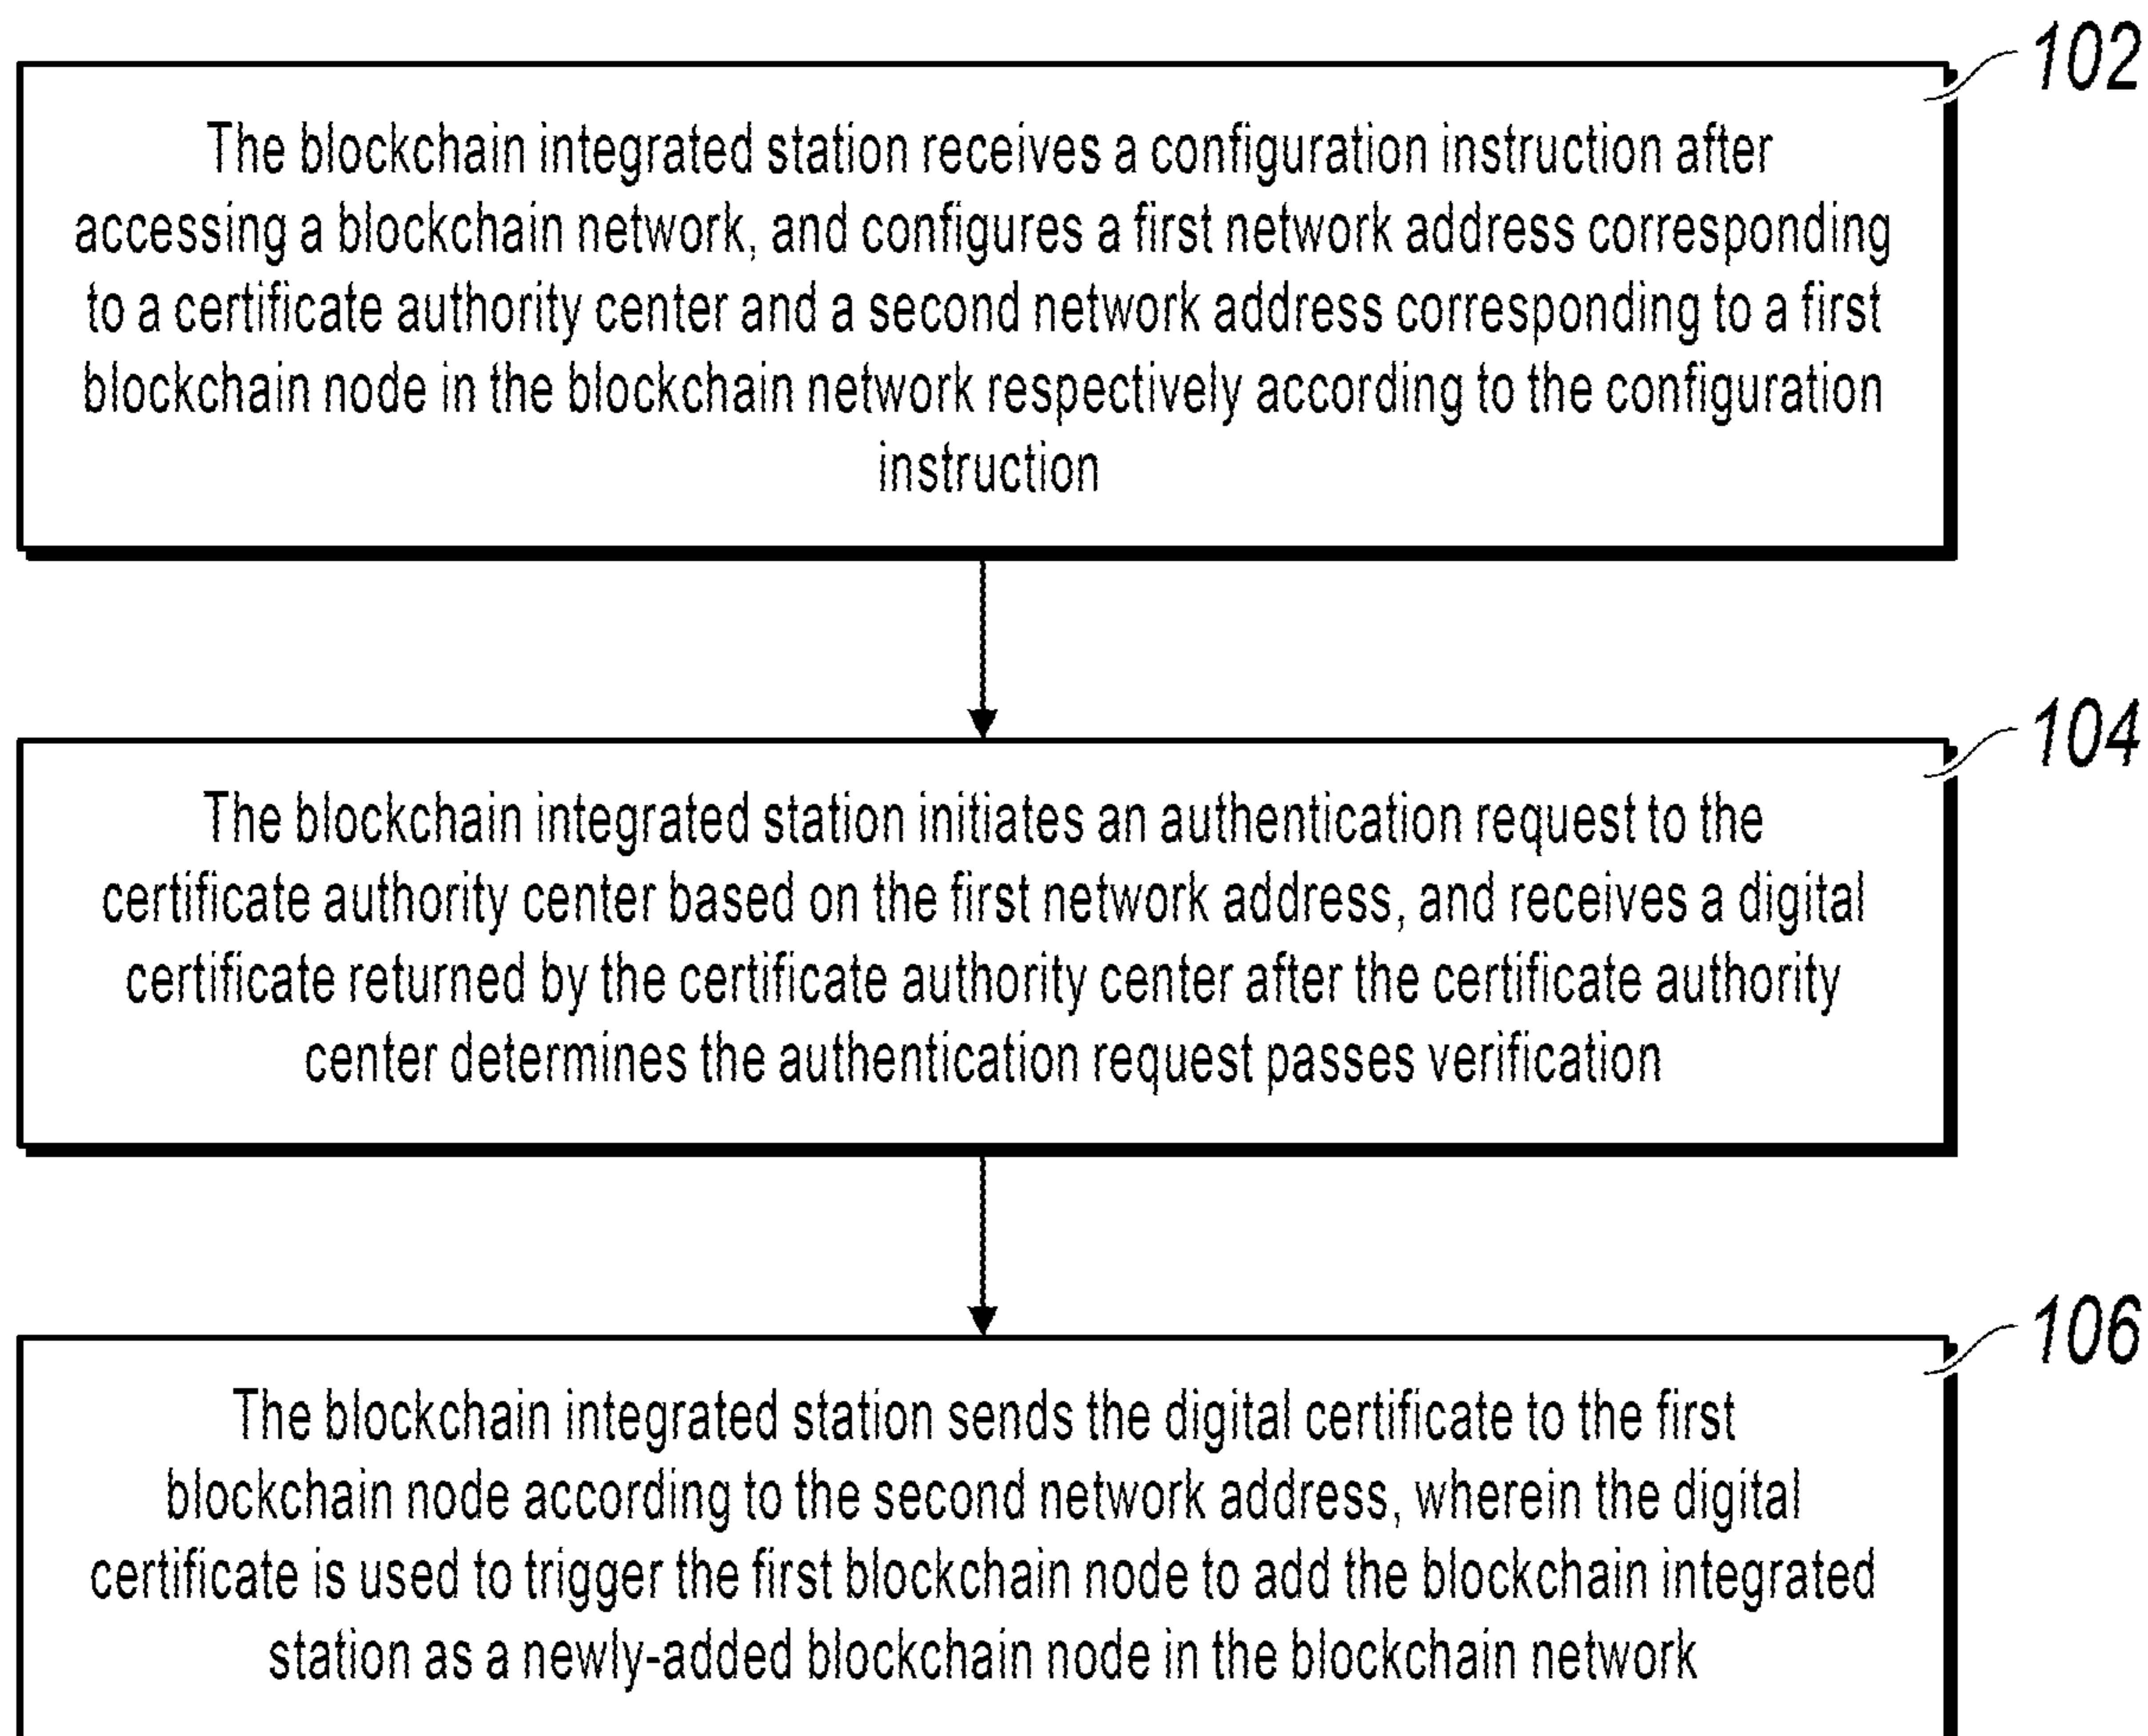 102
The blockchain integrated station receives a configuration instruction after
accessing a blockchain network, and configures a first network address corresponding
to a certificate authority center and a second network address corresponding to a first
blockchain node in the blockchain network respectively according to the configuration
instruction
104
The blockchain integrated station initiates an authentication request to the
certificate authority center based on the first network address, and receives a digital
certificate returned by the certificate authority center after the certificate authority
center determines the authentication request passes verification
106
The blockchain integrated station sends the digital certificate to the first
blockchain node according to the second network address, wherein the digital
certificate is used to trigger the first blockchain node to add the blockchain integrated
station as a newly-added blockchain node in the blockchain network